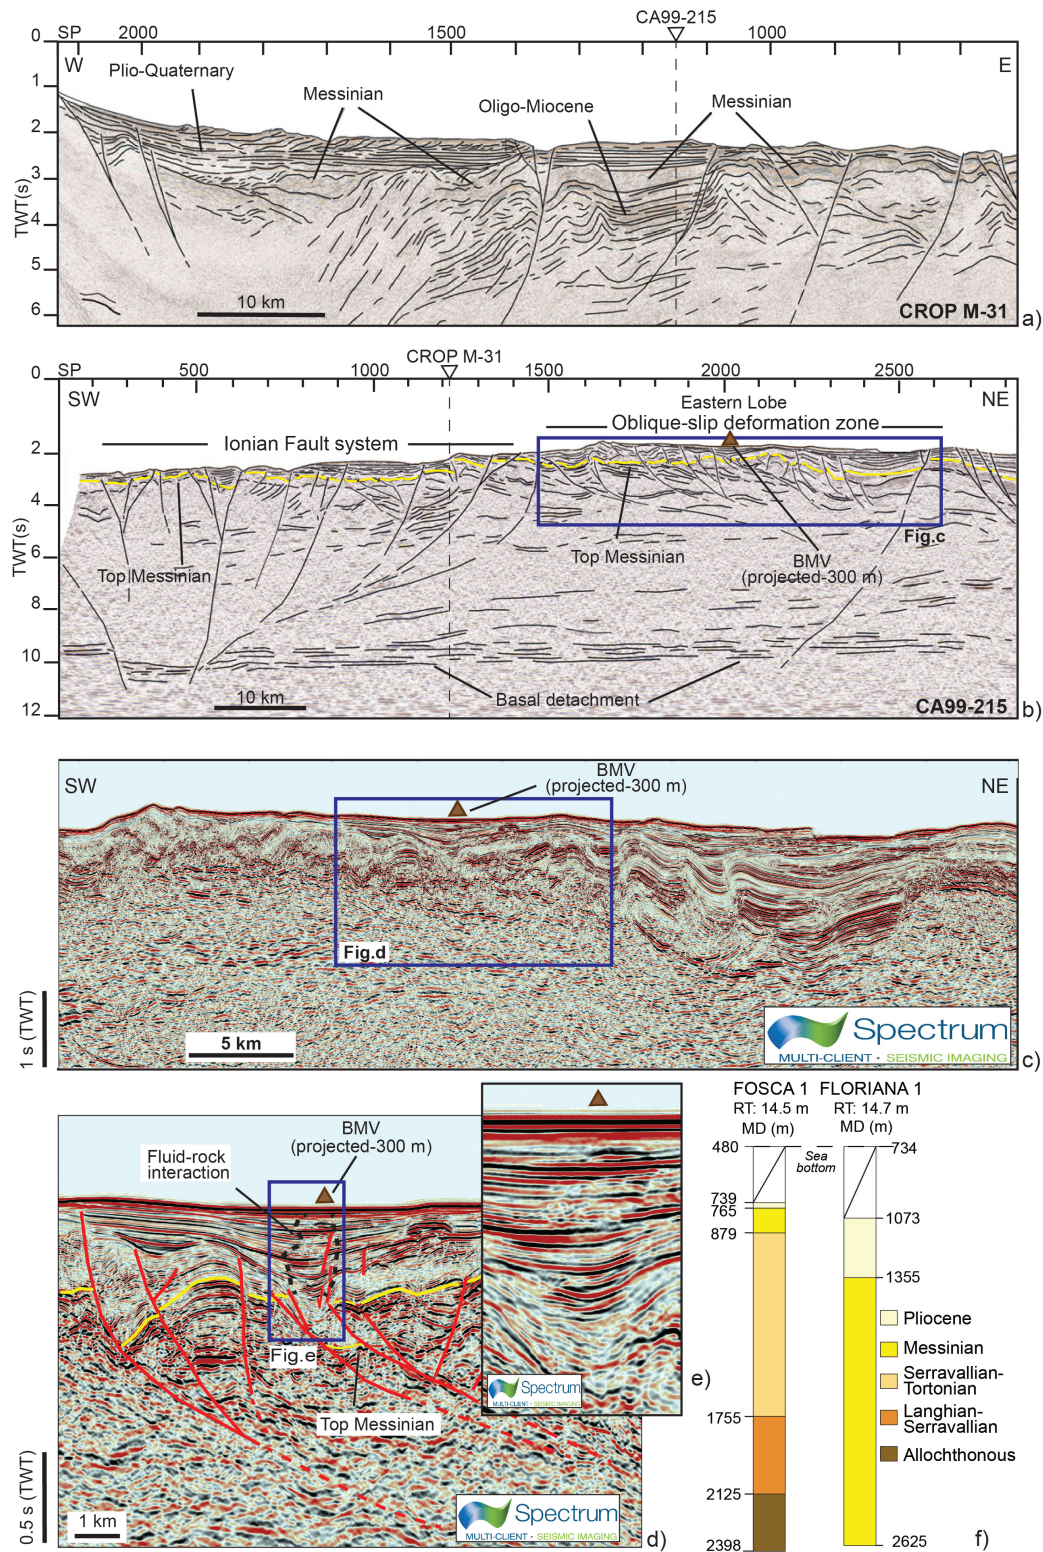 CA99-215
0 SP 2000 1500 1000
W E
Plio-Quaternary
Messinian
Oligo-Miocene
Messinian
1
2
3
4
5
6
TWT(s)
10 km
CROP M-31
a)
CROP M-31
0 SP 500 1000 1500 2000 2500
SW NE
Eastern Lobe
Oblique-slip deformation zone
Ionian Fault system
2
4
6
8
10
12
TWT(s)
Fig.c
Top Messinian
Top Messinian
BMV
(projected-300 m)
Basal detachment
10 km
CA99-215
b)
SW
BMV
(projected-300 m)
NE
Fig.d
1 s (TWT)
5 km
Spectrum
MULTI-CLIENT · SEISMIC IMAGING
c)
BMV
(projected-300 m)
Fluid-rock
interaction
Fig.e
Top Messinian
0.5 s (TWT)
1 km
Spectrum
MULTI-CLIENT · SEISMIC IMAGING
d)
Spectrum
MULTI-CLIENT · SEISMIC IMAGING
e)
FOSCA 1 FLORIANA 1
RT: 14.5 m RT: 14.7 m
MD (m) MD (m)
480 Sea bottom 734
739
765
879
1755
2125
2398
1073
1355
2625
Pliocene
Messinian
Serravallian-
Tortonian
Langhian-
Serravallian
Allochthonous
f)